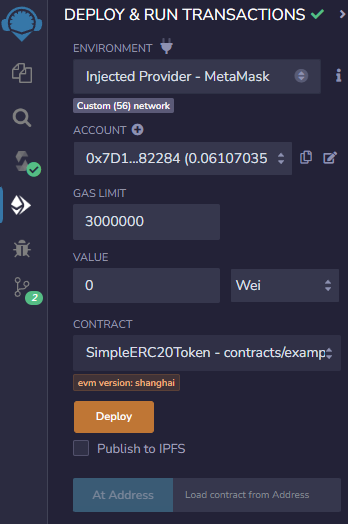 DEPLOY & RUN TRANSACTIONS
ENVIRONMENT
Injected Provider - MetaMask
Custom (56) network
ACCOUNT
0x7D1...82284 (0.06107035
GAS LIMIT
3000000
VALUE
0 Wei
CONTRACT
SimpleERC20Token - contracts/examp
evm version: shanghai
Deploy
Publish to IPFS
At Address Load contract from Address
2